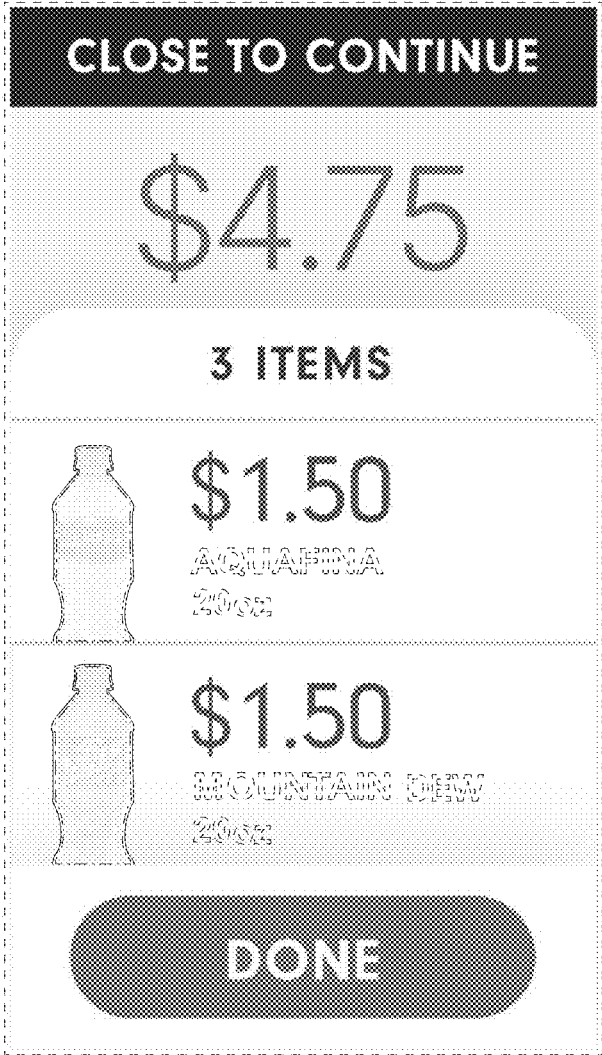 CLOSE TO CONTINUE
$4.75
3 ITEMS
$1.50
AQUAFINA
20oz
$1.50
MOUNTAIN DEW
20oz
DONE